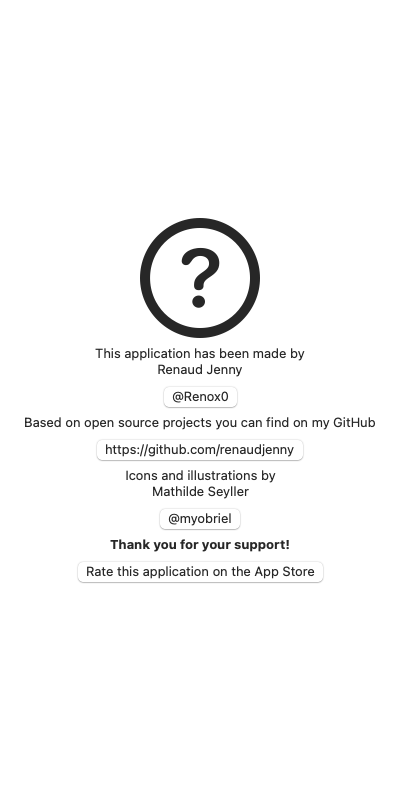 ?
This application has been made by
Renaud Jenny
@Renox0
Based on open source projects you can find on my GitHub
https://github.com/renaudjenny
Icons and illustrations by
Mathilde Seyller
@myobriel
Thank you for your support!
Rate this application on the App Store